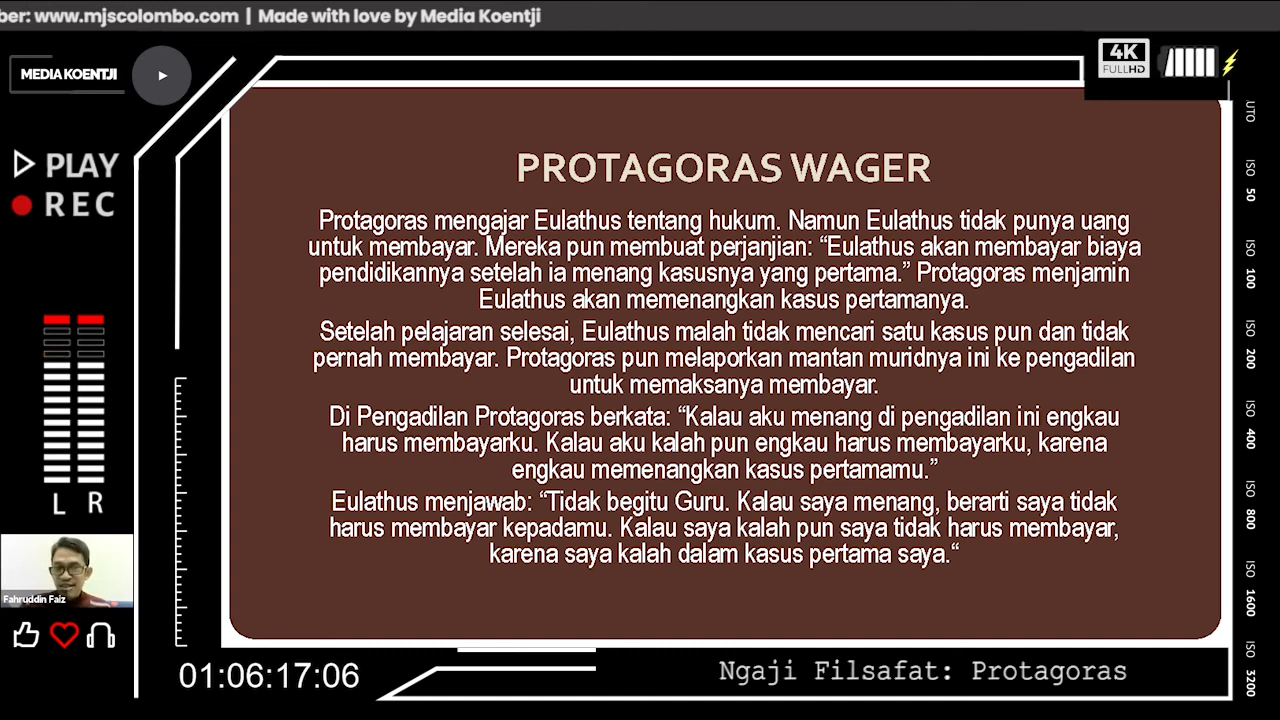 ber: www.mjscolombo.com | Made with love by Media Koentji
MEDIA KOENTJI
4K
FULLHD
PLAY
REC
L R
Fahruddin Faiz
PROTAGORAS WAGER
Protagoras mengajar Eulathus tentang hukum. Namun Eulathus tidak punya uang
untuk membayar. Mereka pun membuat perjanjian: “Eulathus akan membayar biaya
pendidikannya setelah ia menang kasusnya yang pertama.” Protagoras menjamin
Eulathus akan memenangkan kasus pertamanya.
Setelah pelajaran selesai, Eulathus malah tidak mencari satu kasus pun dan tidak
pernah membayar. Protagoras pun melaporkan mantan muridnya ini ke pengadilan
untuk memaksanya membayar.
Di Pengadilan Protagoras berkata: “Kalau aku menang di pengadilan ini engkau
harus membayarku. Kalau aku kalah pun engkau harus membayarku, karena
engkau memenangkan kasus pertamamu.”
Eulathus menjawab: “Tidak begitu Guru. Kalau saya menang, berarti saya tidak
harus membayar kepadamu. Kalau saya kalah pun saya tidak harus membayar,
karena saya kalah dalam kasus pertama saya.“
01:06:17:06
Ngaji Filsafat: Protagoras
UTO
ISO 50
ISO 100
ISO 200
ISO 400
ISO 800
ISO 1600
ISO 3200